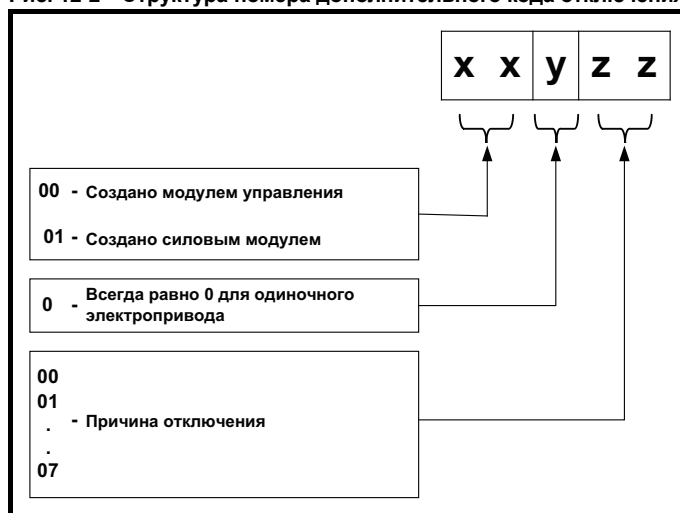 Рис. 12-2 Структура номера дополнительного кода отключения
x x y z z
00 - Создано модулем управления
01 - Создано силовым модулем
0 - Всегда равно 0 для одиночного
электропривода
00
01
.
- Причина отключения
.
07